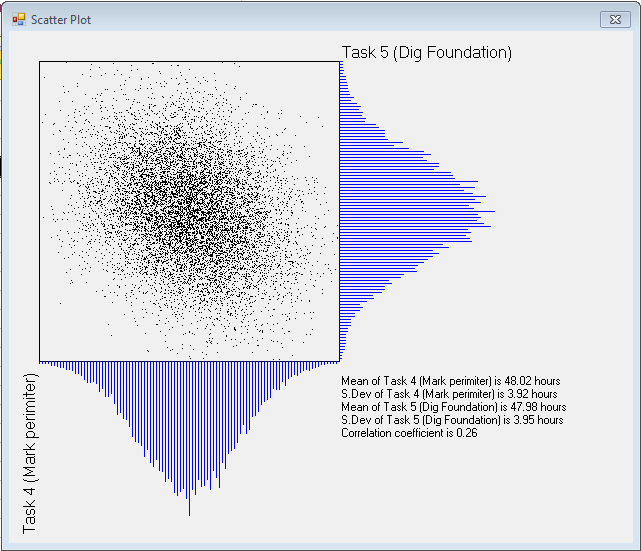 Scatter Plot
Task 5 (Dig Foundation)
Task 4 (Mark perimiter)
Mean of Task 4 (Mark perimiter) is 48.02 hours
S.Dev of Task 4 (Mark perimiter) is 3.92 hours
Mean of Task 5 (Dig Foundation) is 47.98 hours
S.Dev of Task 5 (Dig Foundation) is 3.95 hours
Correlation coefficient is 0.26